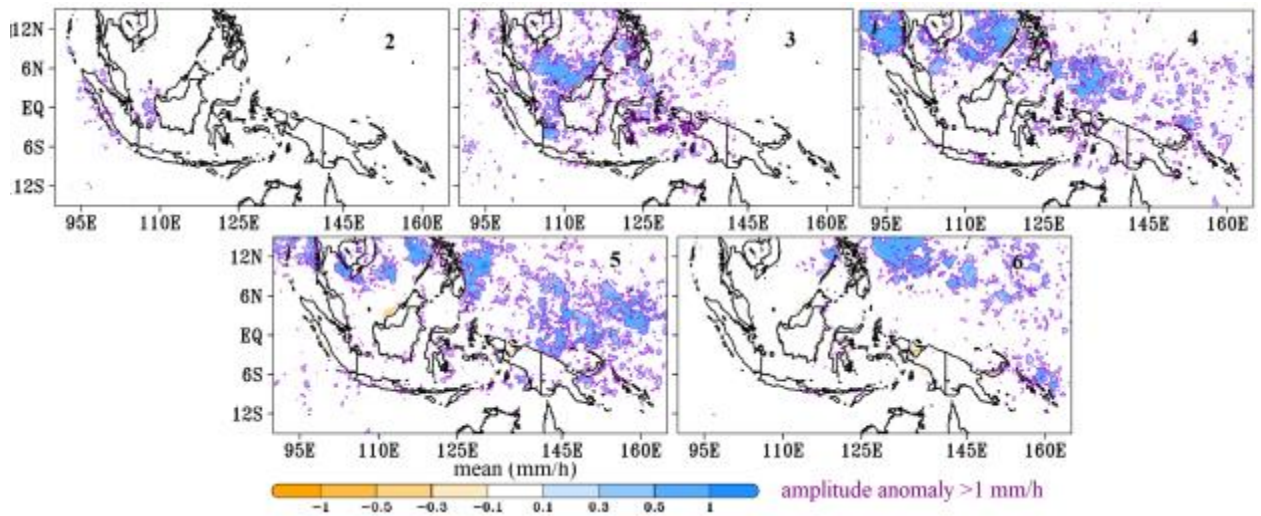 12N
6N
EQ
6S
12S
2
3
4
95E 110E 125E 145E 160E
95E 110E 125E 145E 160E
95E 110E 125E 145E 160E
12N
6N
EQ
6S
12S
5
6
95E 110E 125E 145E 160E
95E 110E 125E 145E 160E
mean (mm/h)
-1 -0.5 -0.3 -0.1 0.1 0.3 0.5 1
amplitude anomaly >1 mm/h